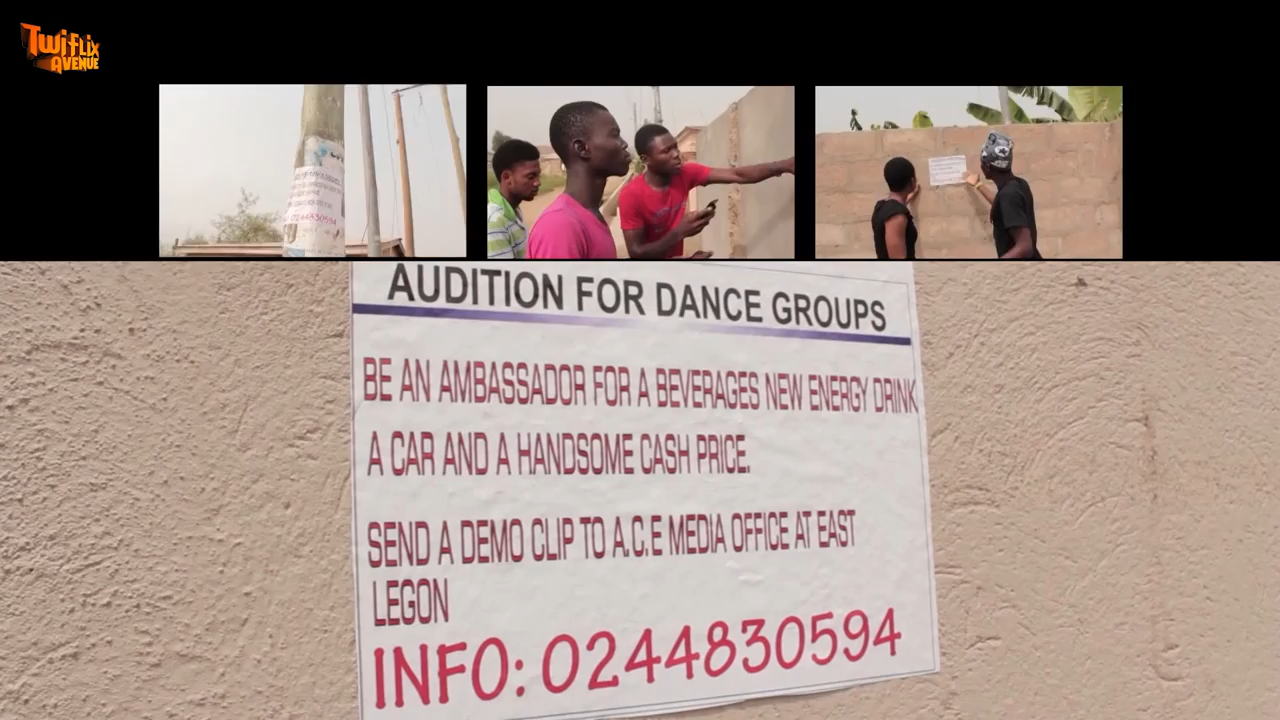 TWIFLIX
AVENUE
0244830594
AUDITION FOR DANCE GROUPS
BE AN AMBASSADOR FOR A BEVERAGES NEW ENERGY DRINK
A CAR AND A HANDSOME CASH PRICE.
SEND A DEMO CLIP TO A.C.E MEDIA OFFICE AT EAST
LEGON
INFO: 0244830594